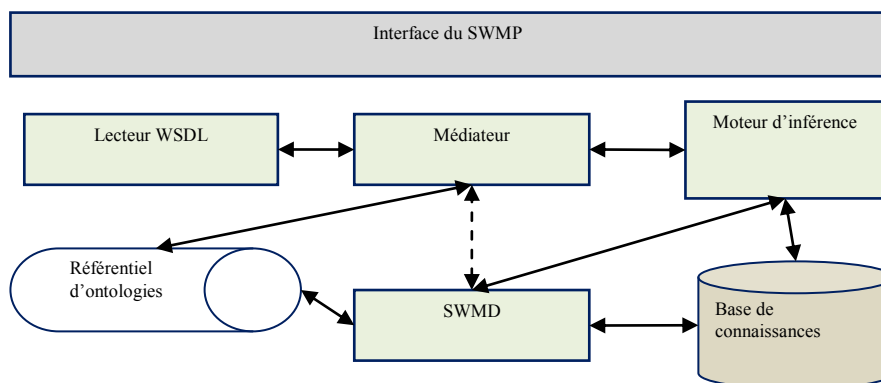 Interface du SWMP
Lecteur WSDL
Médiateur
Moteur d’inférence
Référentiel
d’ontologies
SWMD
Base de
connaissances